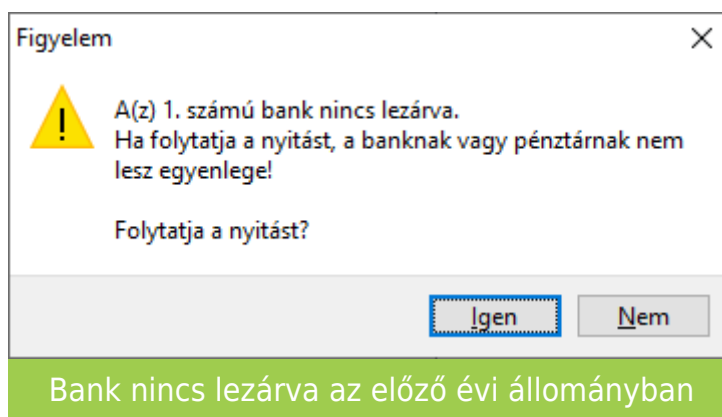 Figyelem
A(z) 1. számú bank nincs lezárva.
Ha folytatja a nyitást, a banknak vagy pénztárnak nem
lesz egyenlege!
Folytatja a nyitást?
Igen
Nem
Bank nincs lezárva az előző évi állományban